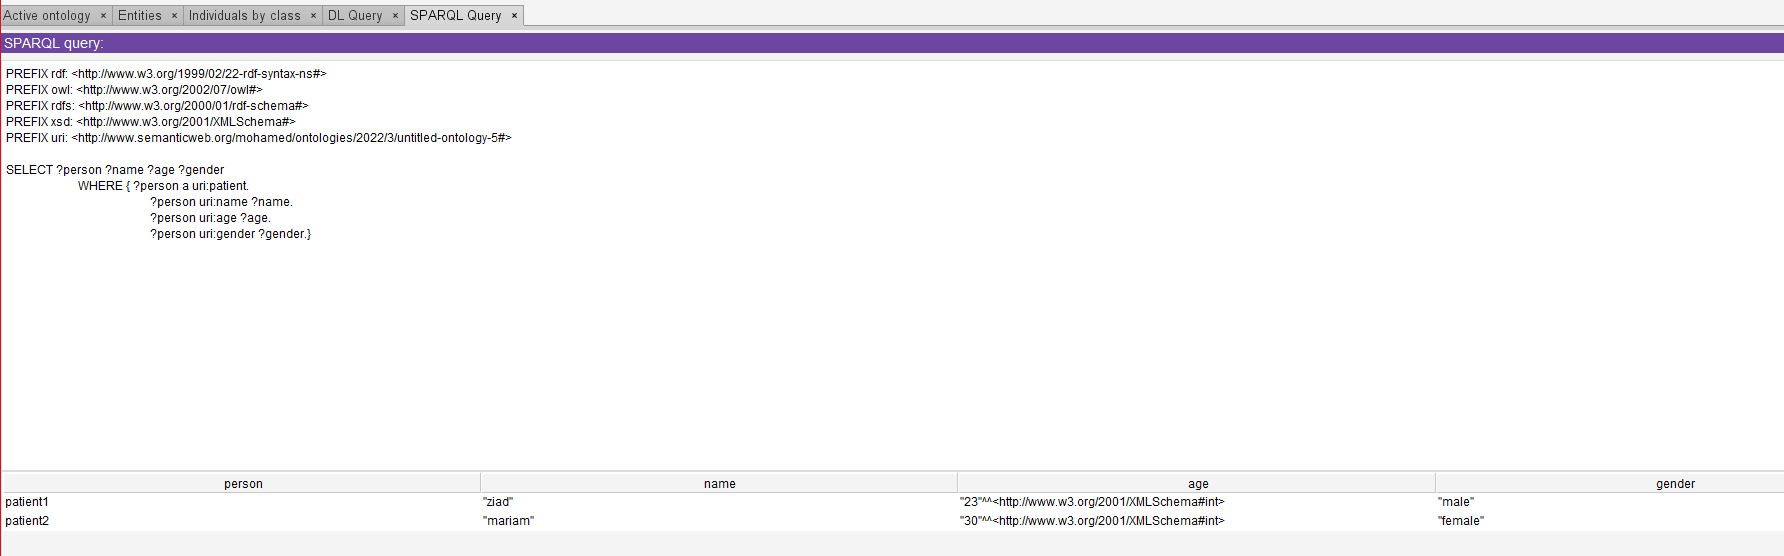 Active ontology × Entities × Individuals by class × DL Query × SPARQL Query ×
SPARQL query:
PREFIX rdf: <http://www.w3.org/1999/02/22-rdf-syntax-ns#>
PREFIX owl: <http://www.w3.org/2002/07/owl#>
PREFIX rdfs: <http://www.w3.org/2000/01/rdf-schema#>
PREFIX xsd: <http://www.w3.org/2001/XMLSchema#>
PREFIX uri: <http://www.semanticweb.org/mohamed/ontologies/2022/3/untitled-ontology-5#>
SELECT ?person ?name ?age ?gender
WHERE { ?person a uri:patient.
?person uri:name ?name.
?person uri:age ?age.
?person uri:gender ?gender.}
person name age gender
patient1 "ziad" "23"^^<http://www.w3.org/2001/XMLSchema#int> "male"
patient2 "mariam" "30"^^<http://www.w3.org/2001/XMLSchema#int> "female"